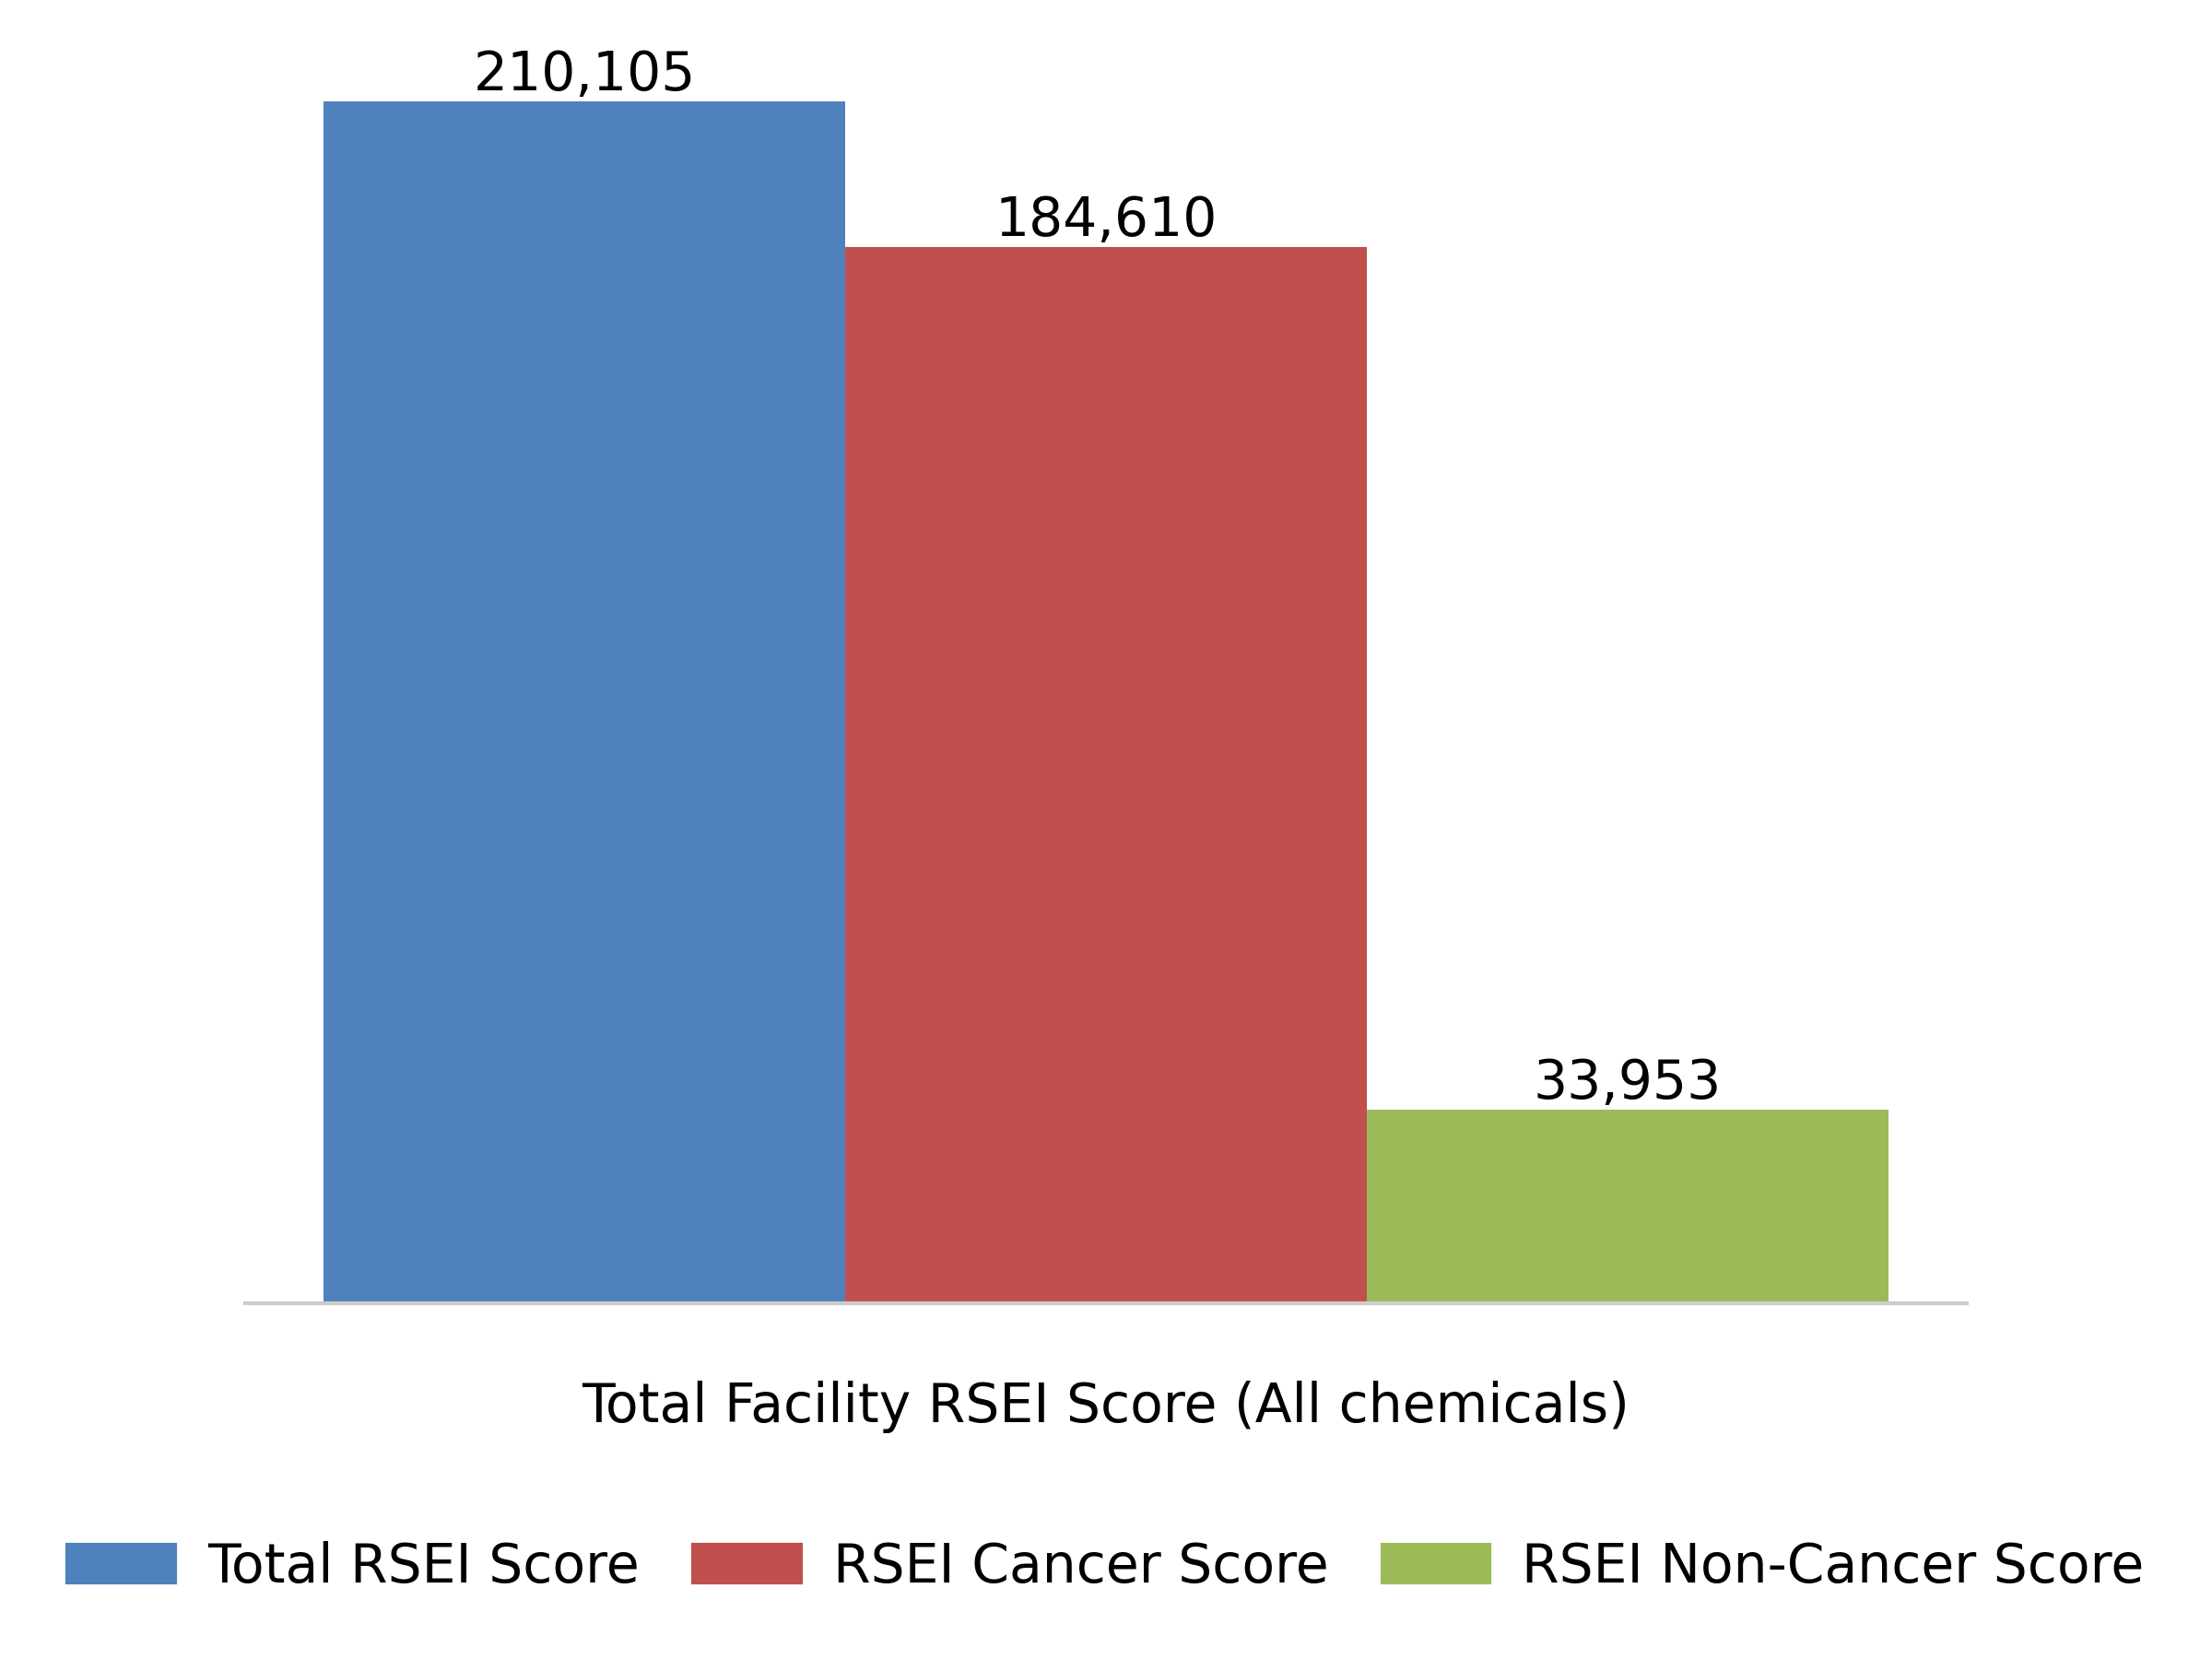 210,105
184,610
33,953
Total Facility RSEI Score (All chemicals)
Total RSEI Score RSEI Cancer Score RSEI Non-Cancer Score